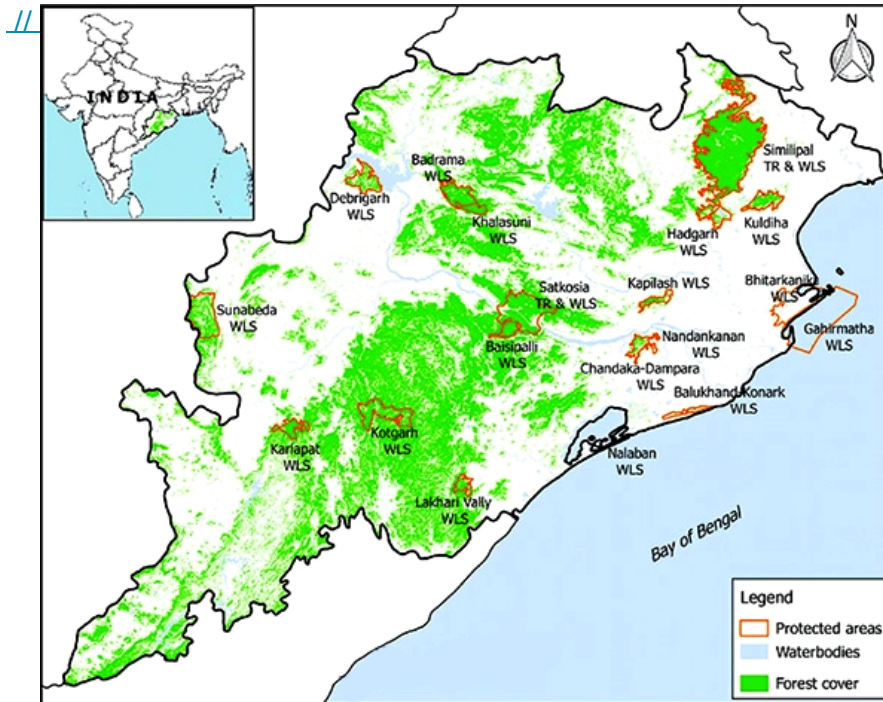 //
INDIA
N
Similipal
TR & WLS
Badrama
WLS
Debrigarh
WLS
Khalasuni
WLS
Hadgarh
WLS
Kuldiha
WLS
Satkosia
TR & WLS
Kapilash WLS
Bhitarkanika
WLS
Sunabeda
WLS
Baisipalli
WLS
Nandankanan
WLS
Gahirmatha
WLS
Chandaka-Dampara
WLS
Balukhand-Konark
WLS
Karlapat
WLS
Kotgarh
WLS
Nalaban
WLS
Lakhari Vally
WLS
Bay of Bengal
Legend
Protected areas
Waterbodies
Forest cover